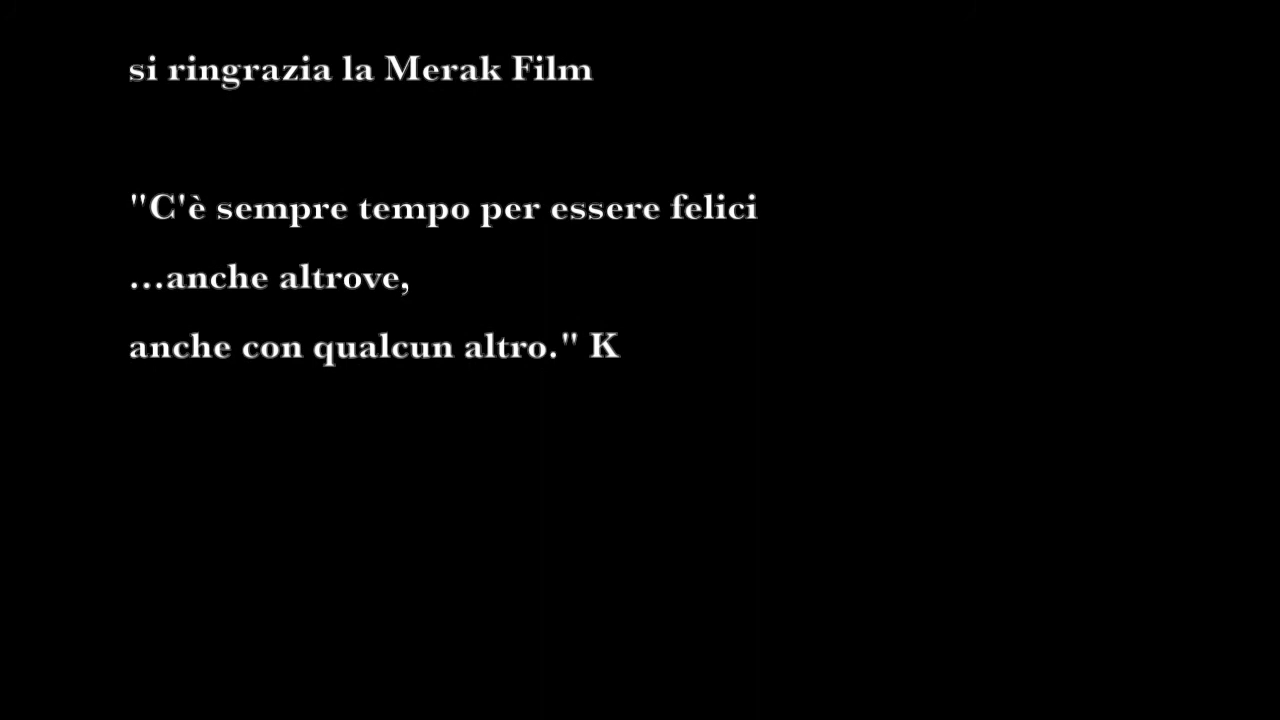 si ringrazia la Merak Film
"C'è sempre tempo per essere felici
...anche altrove,
anche con qualcun altro." K